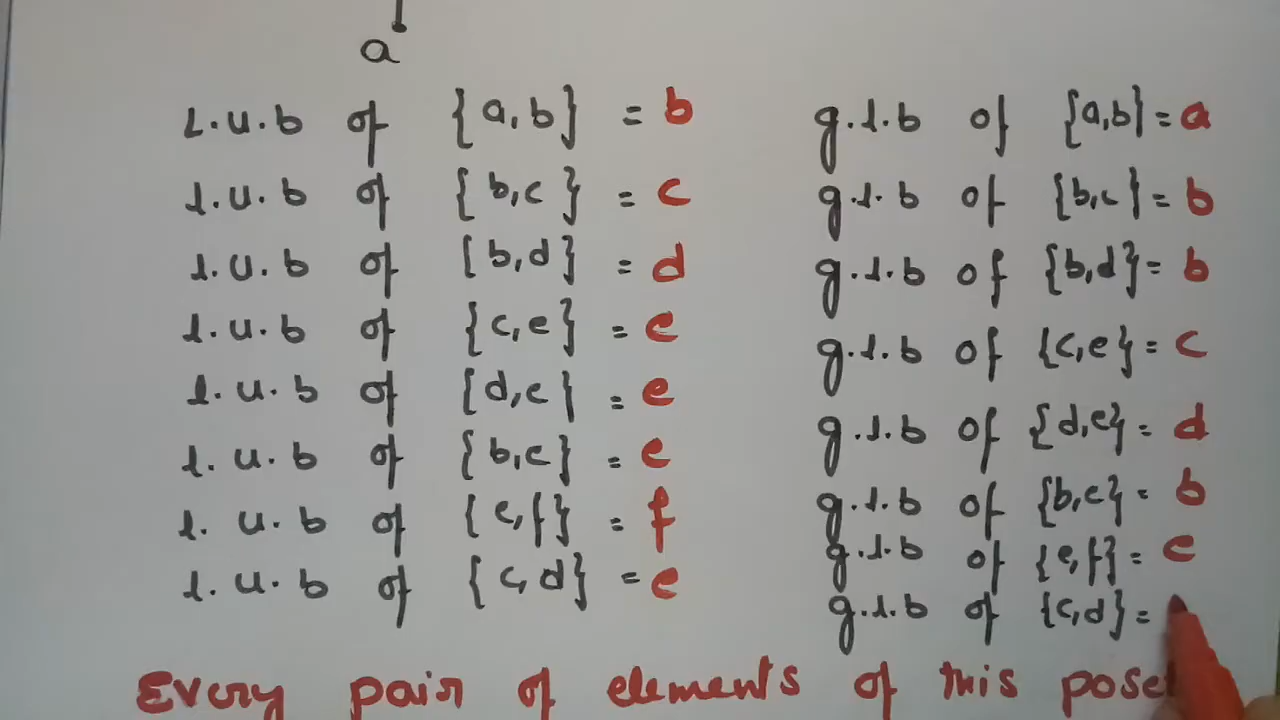 a
L.u.b of {a,b} = b
l.u.b of {b,c} = c
l.u.b of {b,d} = d
l.u.b of {c,e} = e
l.u.b of {d,e} = e
l.u.b of {b,e} = e
l.u.b of {e,f} = f
l.u.b of {c,d} = e
g.l.b of {a,b} = a
g.l.b of {b,c} = b
g.l.b of {b,d} = b
g.l.b of {c,e} = c
g.l.b of {d,e} = d
g.l.b of {b,e} = b
g.l.b of {e,f} = e
g.l.b of {c,d} =
Every pair of elements of this pose